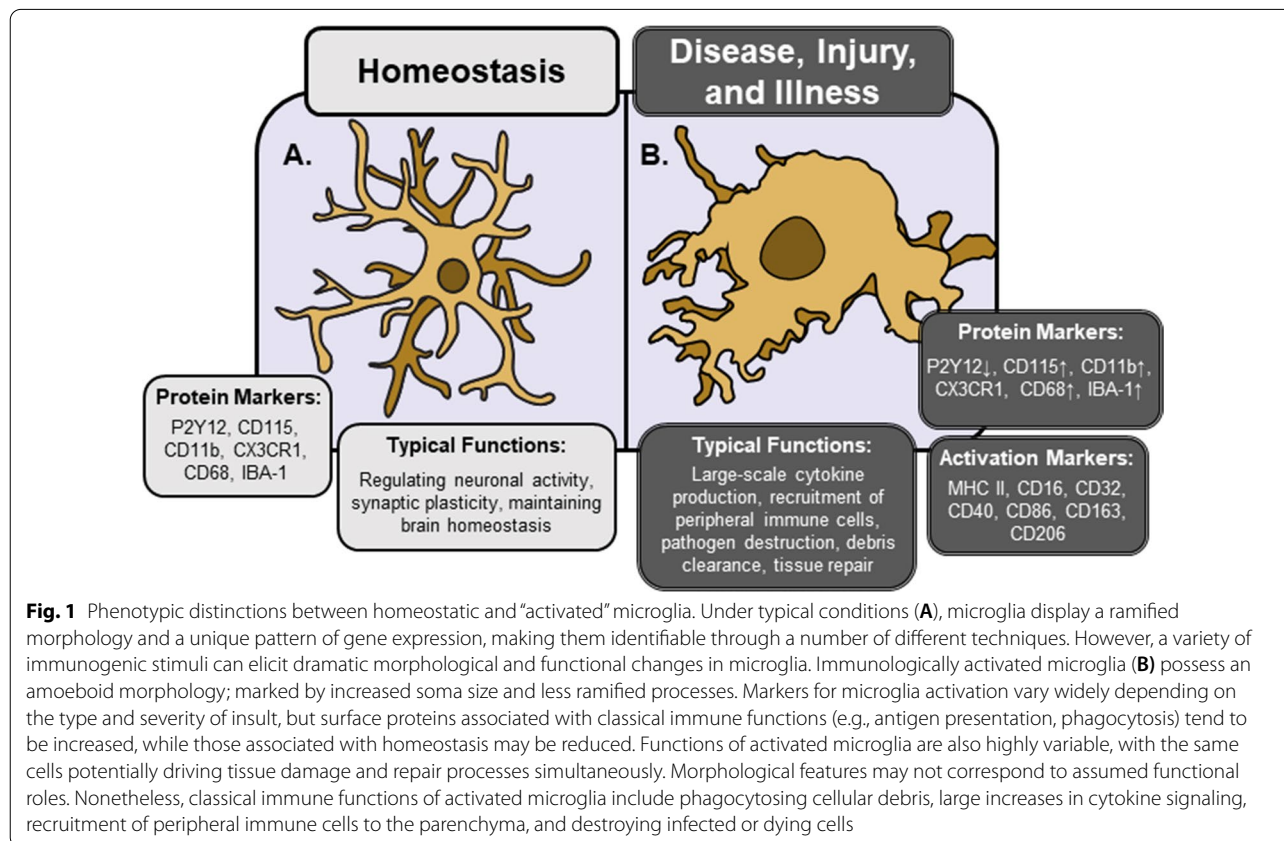 Homeostasis
Disease, Injury,
and Illness
A.
B.
Protein Markers:
P2Y12, CD115,
CD11b, CX3CR1,
CD68, IBA-1
Typical Functions:
Regulating neuronal activity,
synaptic plasticity, maintaining
brain homeostasis
Typical Functions:
Large-scale cytokine
production, recruitment of
peripheral immune cells,
pathogen destruction, debris
clearance, tissue repair
Protein Markers:
P2Y12↓, CD115↑, CD11b↑,
CX3CR1, CD68↑, IBA-1↑
Activation Markers:
MHC II, CD16, CD32,
CD40, CD86, CD163,
CD206
Fig. 1 Phenotypic distinctions between homeostatic and “activated” microglia. Under typical conditions (A), microglia display a ramified
morphology and a unique pattern of gene expression, making them identifiable through a number of different techniques. However, a variety of
immunogenic stimuli can elicit dramatic morphological and functional changes in microglia. Immunologically activated microglia (B) possess an
amoeboid morphology; marked by increased soma size and less ramified processes. Markers for microglia activation vary widely depending on
the type and severity of insult, but surface proteins associated with classical immune functions (e.g., antigen presentation, phagocytosis) tend to
be increased, while those associated with homeostasis may be reduced. Functions of activated microglia are also highly variable, with the same
cells potentially driving tissue damage and repair processes simultaneously. Morphological features may not correspond to assumed functional
roles. Nonetheless, classical immune functions of activated microglia include phagocytosing cellular debris, large increases in cytokine signaling,
recruitment of peripheral immune cells to the parenchyma, and destroying infected or dying cells